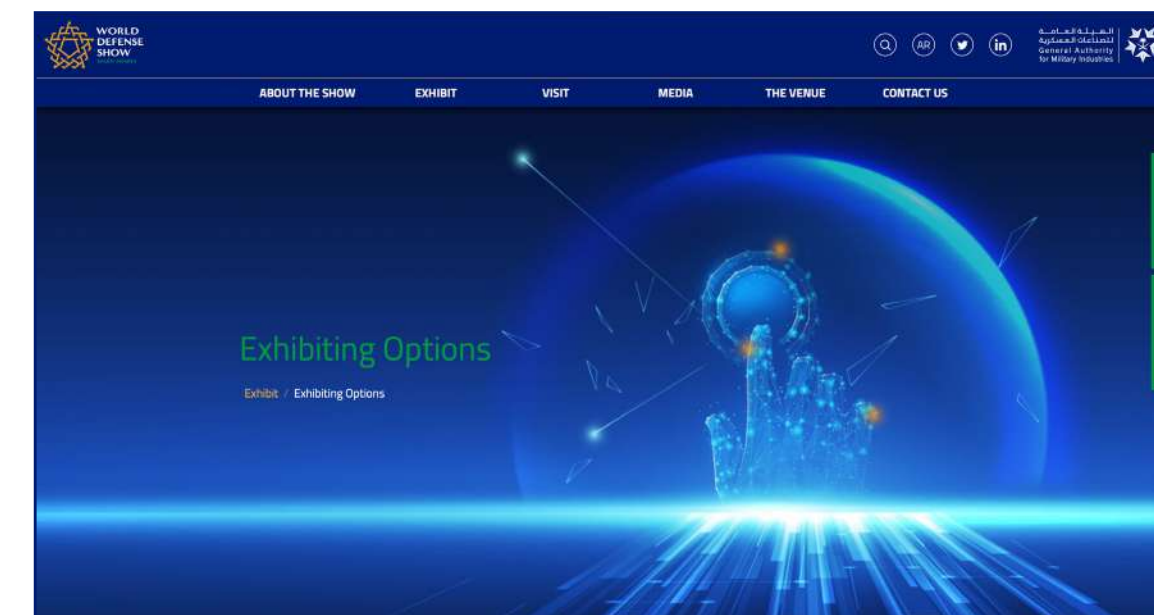 WORLD
DEFENSE
SHOW
AR
in
الهيئة العامة
للصناعات العسكرية
General Authority
for Military Industries
ABOUT THE SHOW EXHIBIT VISIT MEDIA THE VENUE CONTACT US
Exhibiting Options
Exhibit / Exhibiting Options